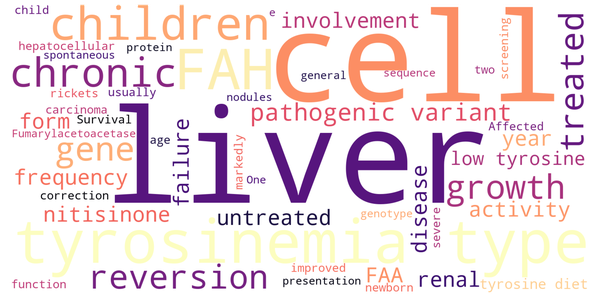 child
children
e
involvement
cell
treated
hepatocellular
protein
spontaneous
screening
chronic
FAH
general
sequence
two
rickets
usually
nodules
carcinoma
Survival
pathogenic variant
form
Fumarylacetoacetase
liver
Affected
gene
age
failure
markedly
year
low tyrosine
frequency
One
disease
growth
correction
nitisinone
untreated
genotype
severe
activity
tyrosinemia type
reversion
improved
FAA
renal
function
presentation
newborn
tyrosine diet